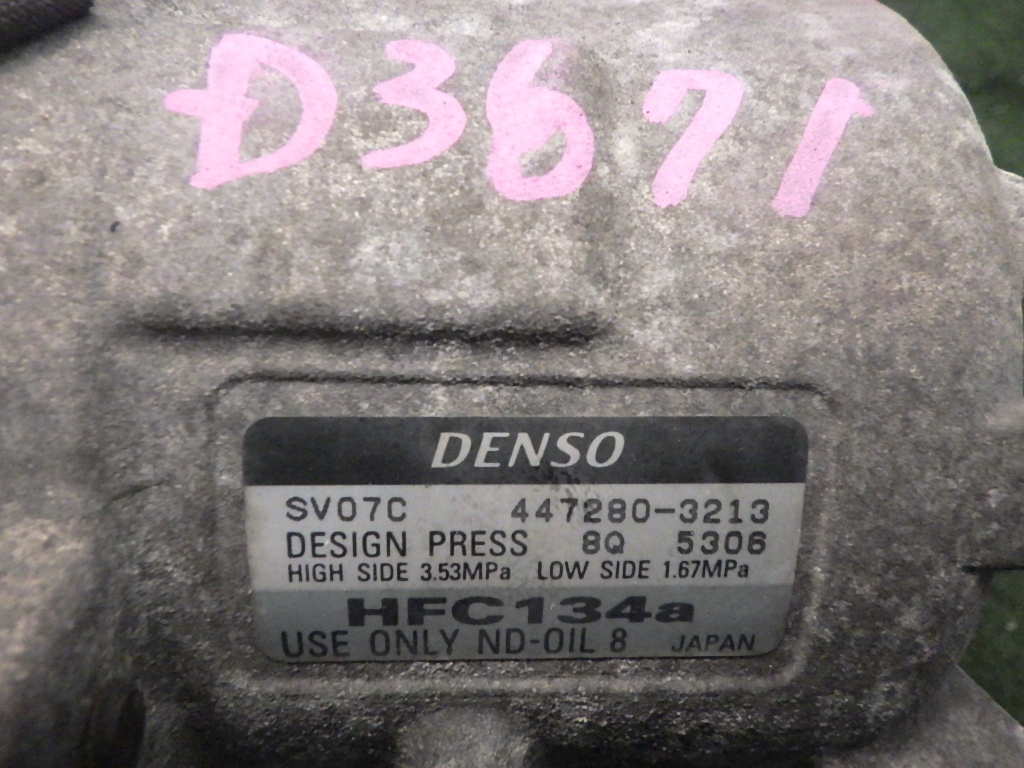 D3671
DENSO
SV07C 447280-3213
DESIGN PRESS 8Q 5306
HIGH SIDE 3.53MPa LOW SIDE 1.67MPa
HFC134a
USE ONLY ND-OIL 8 JAPAN